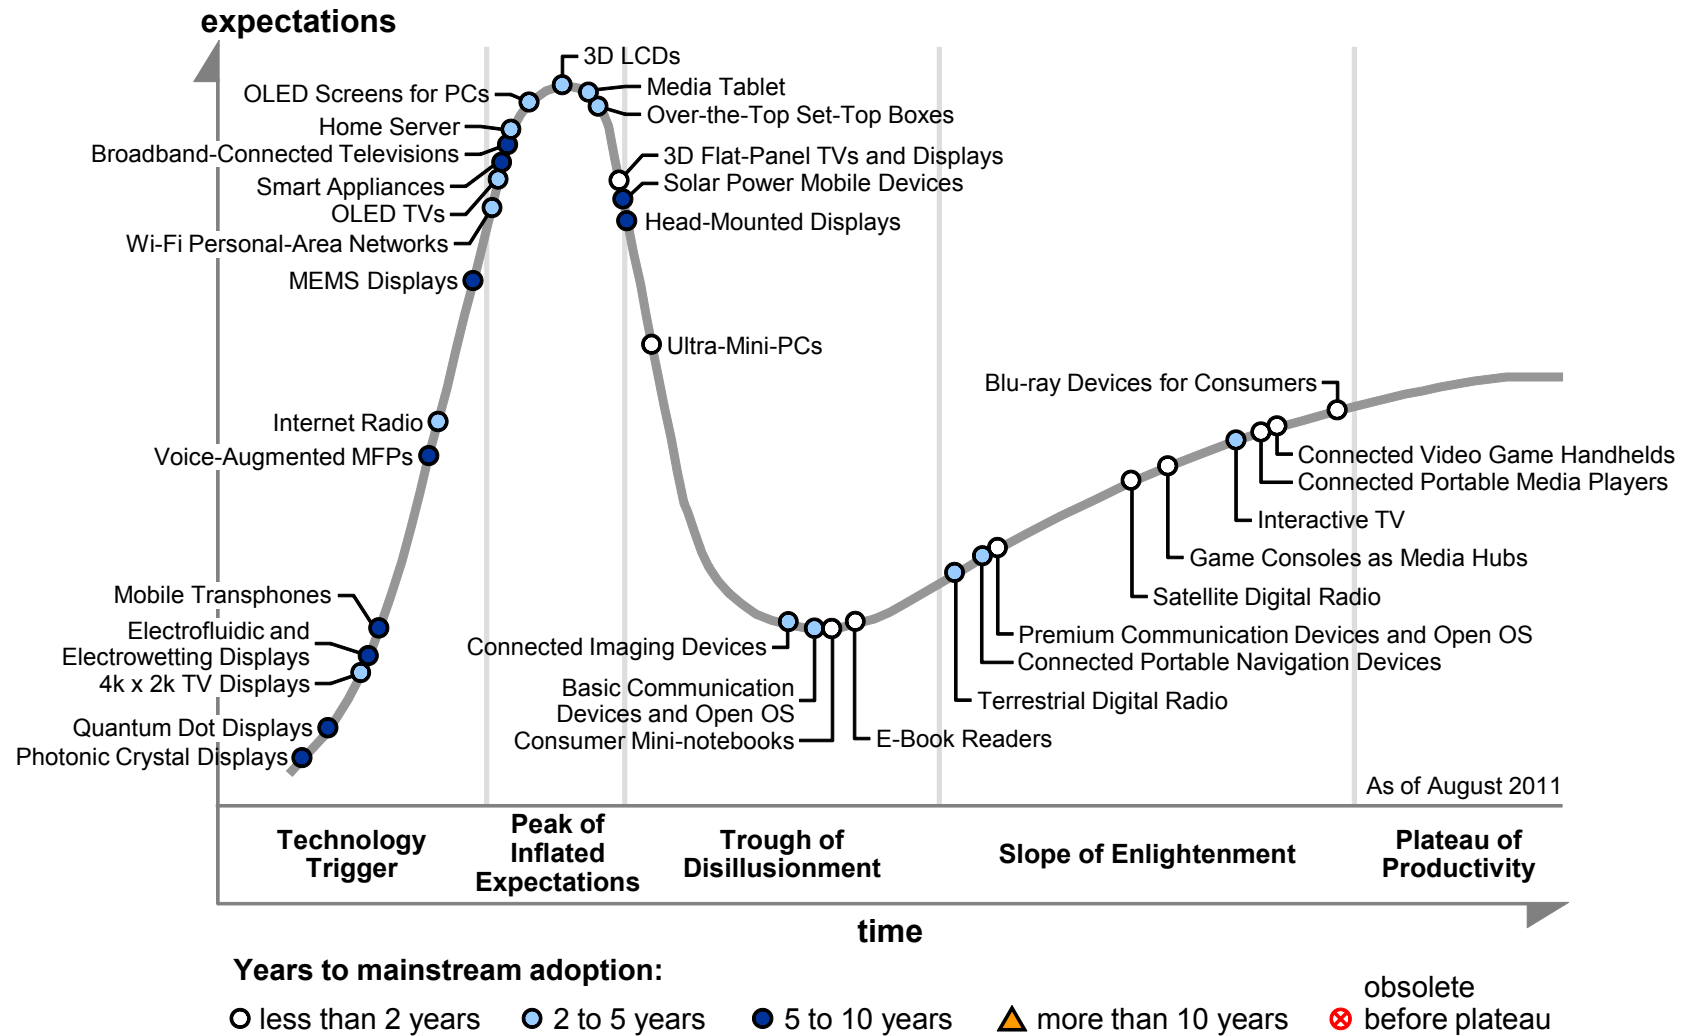 expectations
3D LCDs
OLED Screens for PCs
Media Tablet
Over-the-Top Set-Top Boxes
Home Server
Broadband-Connected Televisions
3D Flat-Panel TVs and Displays
Smart Appliances
Solar Power Mobile Devices
OLED TVs
Head-Mounted Displays
Wi-Fi Personal-Area Networks
MEMS Displays
Ultra-Mini-PCs
Blu-ray Devices for Consumers
Internet Radio
Voice-Augmented MFPs
Connected Video Game Handhelds
Connected Portable Media Players
Interactive TV
Game Consoles as Media Hubs
Satellite Digital Radio
Mobile Transphones
Electrofluidic and
Electrowetting Displays
4k x 2k TV Displays
Premium Communication Devices and Open OS
Connected Imaging Devices
Connected Portable Navigation Devices
Basic Communication
Devices and Open OS
Terrestrial Digital Radio
Quantum Dot Displays
Consumer Mini-notebooks
E-Book Readers
Photonic Crystal Displays
As of August 2011
Technology
Trigger
Peak of
Inflated
Expectations
Trough of
Disillusionment
Slope of Enlightenment
Plateau of
Productivity
time
Years to mainstream adoption:
less than 2 years
2 to 5 years
5 to 10 years
more than 10 years
obsolete
before plateau